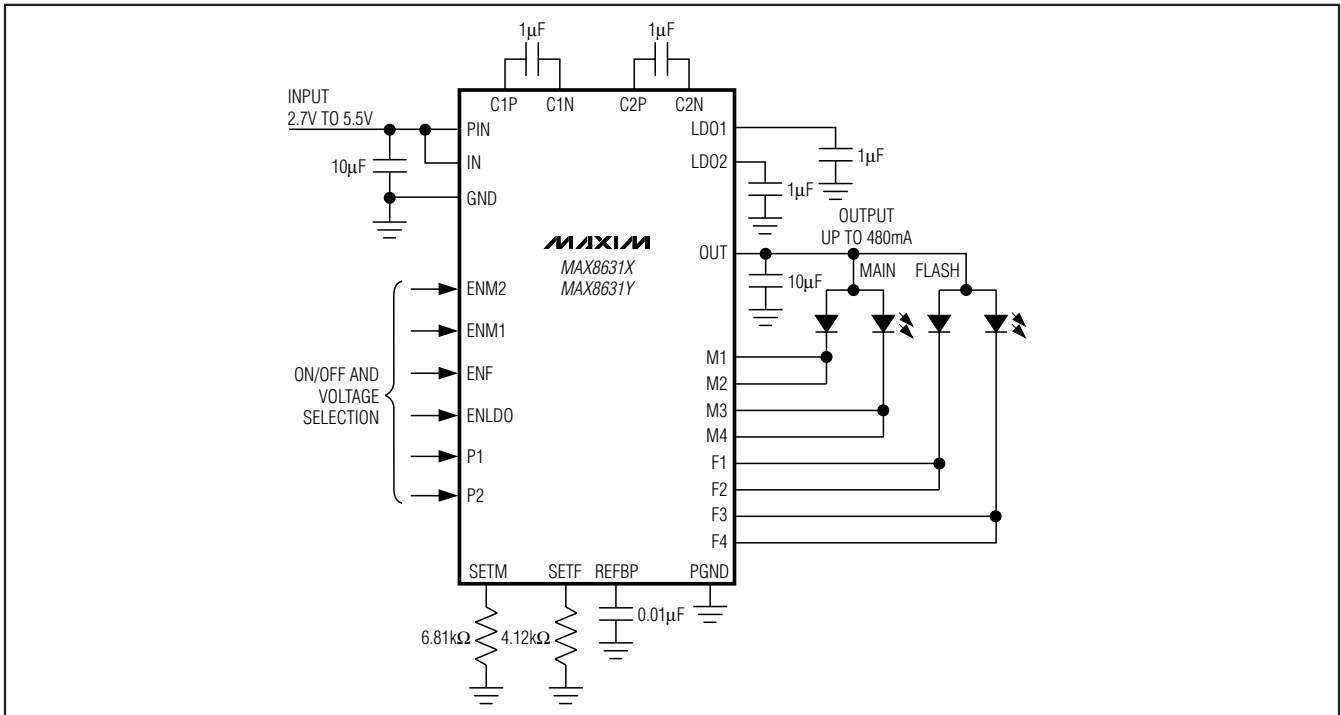 1μF
1μF
C1P
C1N
C2P
C2N
INPUT
2.7V TO 5.5V
PIN
10μF
IN
GND
LDO1
1μF
LDO2
1μF
MAXIM
MAX8631X
MAX8631Y
OUTPUT
UP TO 480mA
OUT
10μF
MAIN
FLASH
ON/OFF AND
VOLTAGE
SELECTION
ENM2
ENM1
ENF
ENLDO
P1
P2
M1
M2
M3
M4
F1
F2
F3
F4
SETM
SETF
REFBP
PGND
6.81kΩ
4.12kΩ
0.01μF